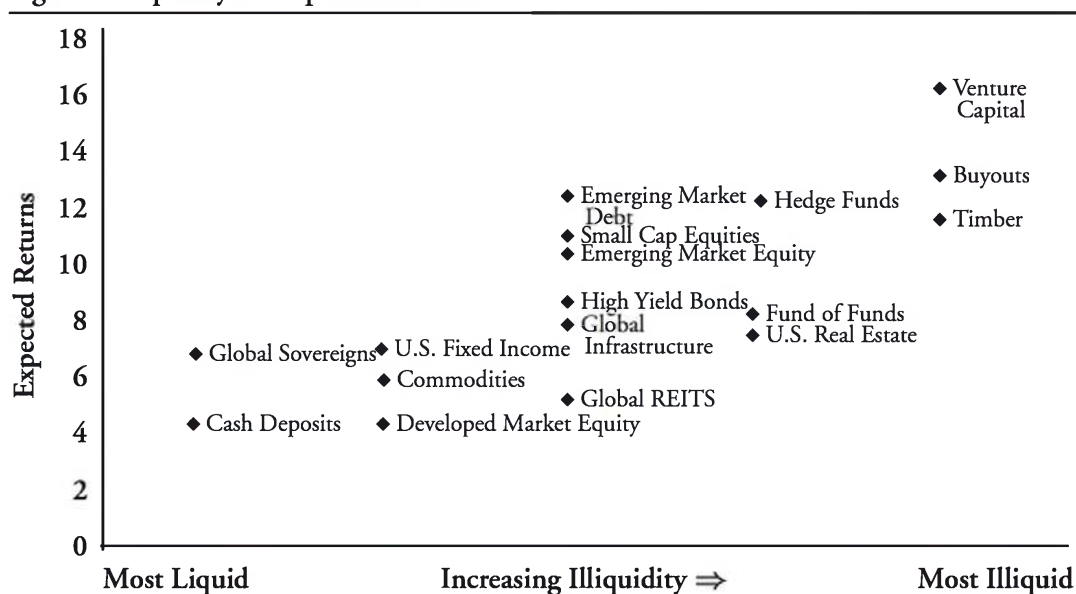 18
16
14
12
10
8
6
4
2
0
Expected Returns
Venture
Capital
Buyouts
Timber
Emerging Market
Debt
Hedge Funds
Small Cap Equities
Emerging Market Equity
High Yield Bonds
Global
Infrastructure
Fund of Funds
U.S. Real Estate
Global Sovereigns
U.S. Fixed Income
Commodities
Global REITS
Cash Deposits
Developed Market Equity
Most Liquid
Increasing Illiquidity ⇒
Most Illiquid